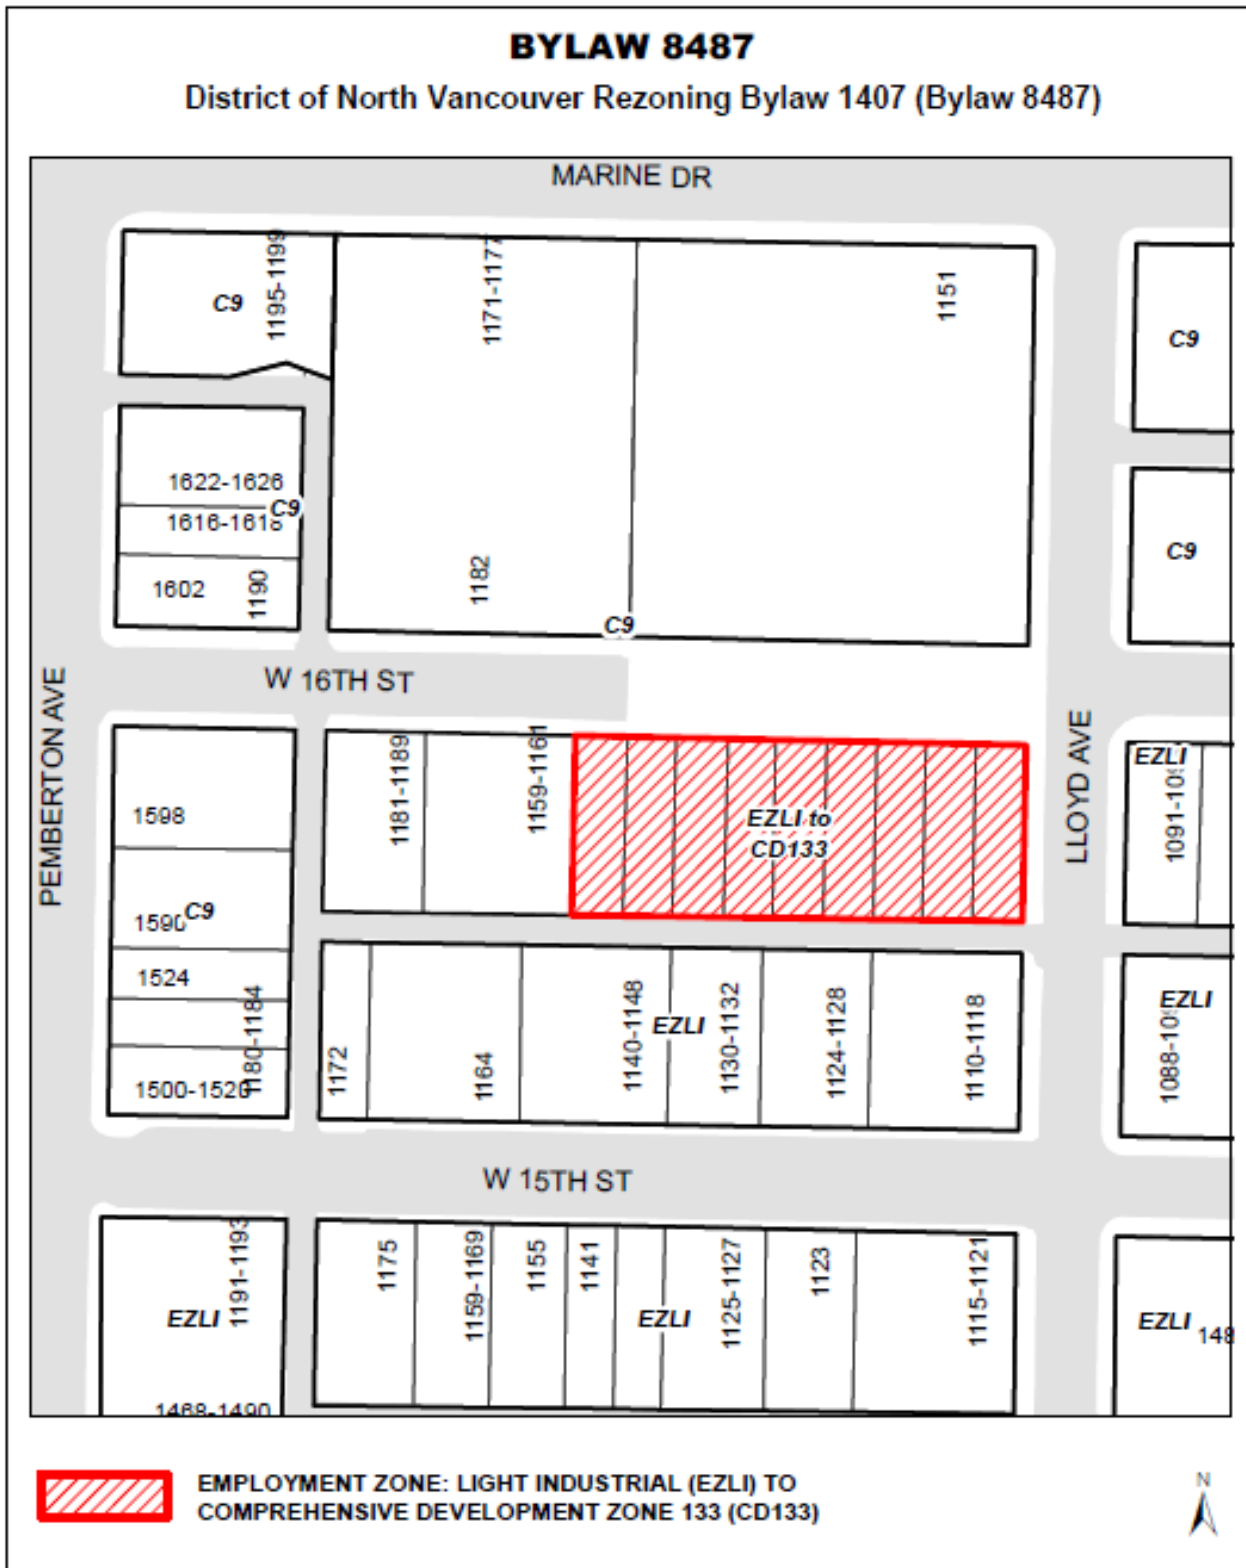 BYLAW 8487
District of North Vancouver Rezoning Bylaw 1407 (Bylaw 8487)
MARINE DR
1195-1199
1171-1177
1151
C9
C9
1622-1626
C9
1616-1618
1602
1190
1182
C9
C9
W 16TH ST
PEMBERTON AVE
LLOYD AVE
1181-1189
1159-1161
EZLI to
CD133
EZLI
1598
1590
C9
1524
1180-1184
1500-1520
1172
1164
1140-1148
EZLI
1130-1132
1124-1128
1110-1118
EZLI
W 15TH ST
1191-1193
EZLI
1468-1490
1175
1159-1169
1155
1141
EZLI
1125-1127
1123
1115-1121
EZLI
EMPLOYMENT ZONE: LIGHT INDUSTRIAL (EZLI) TO
COMPREHENSIVE DEVELOPMENT ZONE 133 (CD133)
N